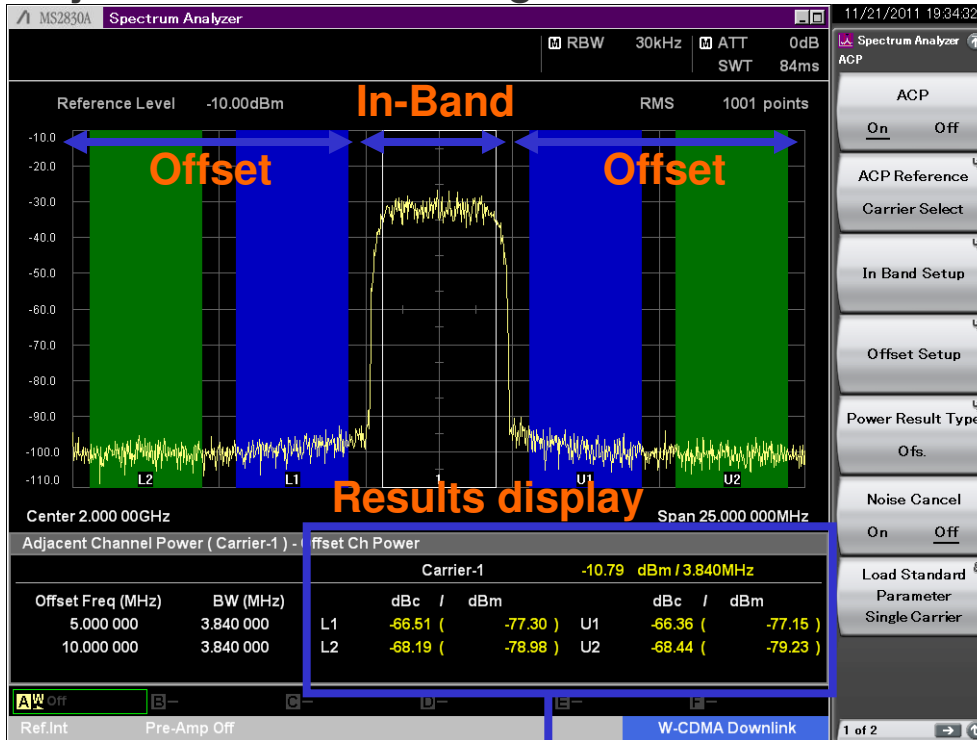 MS2830A Spectrum Analyzer
11/21/2011 19:34:32
RBW 30kHz ATT 0dB
SWT 84ms
Spectrum Analyzer
ACP
Reference Level -10.00dBm
In-Band
RMS 1001 points
Offset
Offset
-10.0
-20.0
-30.0
-40.0
-50.0
-60.0
-70.0
-80.0
-90.0
-100.0
-110.0
L2 L1 1 U1 U2
Results display
Center 2.000 00GHz
Span 25.000 000MHz
Adjacent Channel Power ( Carrier-1 ) - Offset Ch Power
Carrier-1 -10.79 dBm / 3.840MHz
Offset Freq (MHz) BW (MHz) dBc / dBm dBc / dBm
5.000 000 3.840 000 L1 -66.51 ( -77.30 ) U1 -66.36 ( -77.15 )
10.000 000 3.840 000 L2 -68.19 ( -78.98 ) U2 -68.44 ( -79.23 )
A W Off B- C- D- E- F-
Ref.Int Pre-Amp Off W-CDMA Downlink
ACP
On Off
ACP Reference
Carrier Select
In Band Setup
Offset Setup
Power Result Type
Ofs.
Noise Cancel
On Off
Load Standard
Parameter
Single Carrier
1 of 2